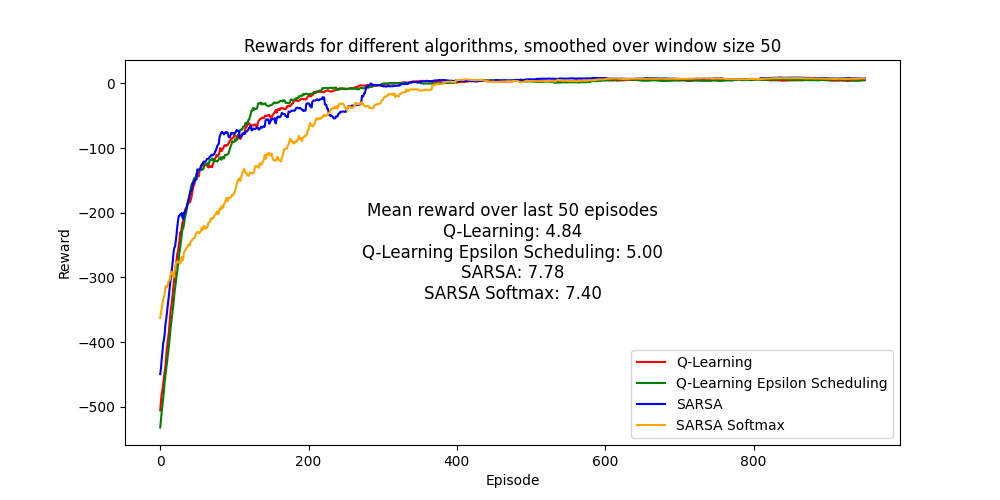 Rewards for different algorithms, smoothed over window size 50
Reward
0
−100
−200
−300
−400
−500
Mean reward over last 50 episodes
Q-Learning: 4.84
Q-Learning Epsilon Scheduling: 5.00
SARSA: 7.78
SARSA Softmax: 7.40
Q-Learning
Q-Learning Epsilon Scheduling
SARSA
SARSA Softmax
0 200 400 600 800
Episode